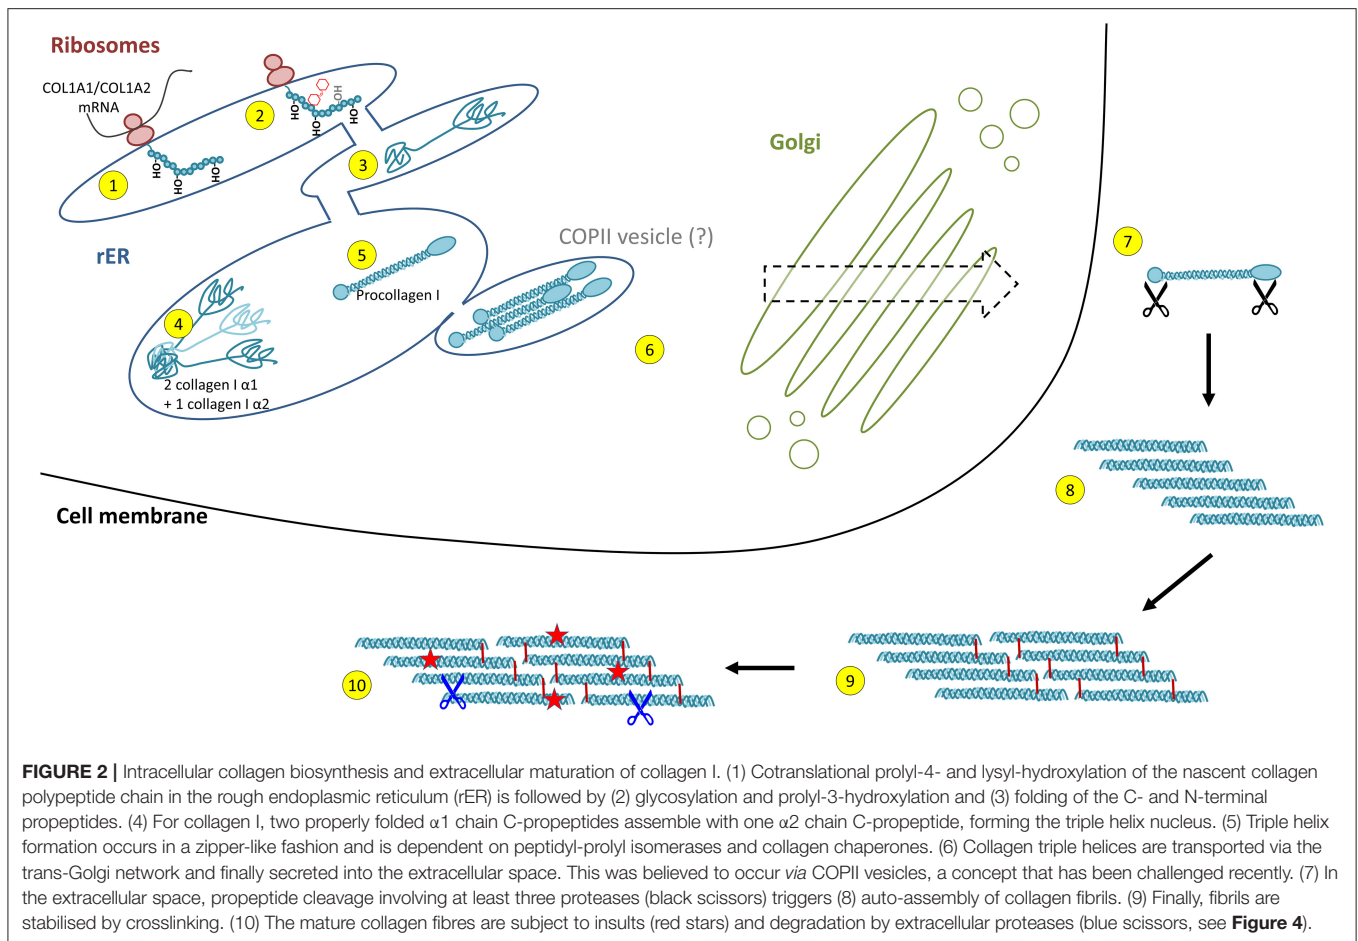 Ribosomes
COL1A1/COL1A2
mRNA
-OH
-OH
-OH
1
2
-OH
-OH
HO
-OH
3
rER
5
Procollagen I
4
2 collagen I α1
+ 1 collagen I α2
COPII vesicle (?)
6
Golgi
Cell membrane
7
8
9
10
FIGURE 2 | Intracellular collagen biosynthesis and extracellular maturation of collagen I. (1) Cotranslational prolyl-4- and lysyl-hydroxylation of the nascent collagen
polypeptide chain in the rough endoplasmic reticulum (rER) is followed by (2) glycosylation and prolyl-3-hydroxylation and (3) folding of the C- and N-terminal
propeptides. (4) For collagen I, two properly folded α1 chain C-propeptides assemble with one α2 chain C-propeptide, forming the triple helix nucleus. (5) Triple helix
formation occurs in a zipper-like fashion and is dependent on peptidyl-prolyl isomerases and collagen chaperones. (6) Collagen triple helices are transported via the
trans-Golgi network and finally secreted into the extracellular space. This was believed to occur via COPII vesicles, a concept that has been challenged recently. (7) In
the extracellular space, propeptide cleavage involving at least three proteases (black scissors) triggers (8) auto-assembly of collagen fibrils. (9) Finally, fibrils are
stabilised by crosslinking. (10) The mature collagen fibres are subject to insults (red stars) and degradation by extracellular proteases (blue scissors, see Figure 4).